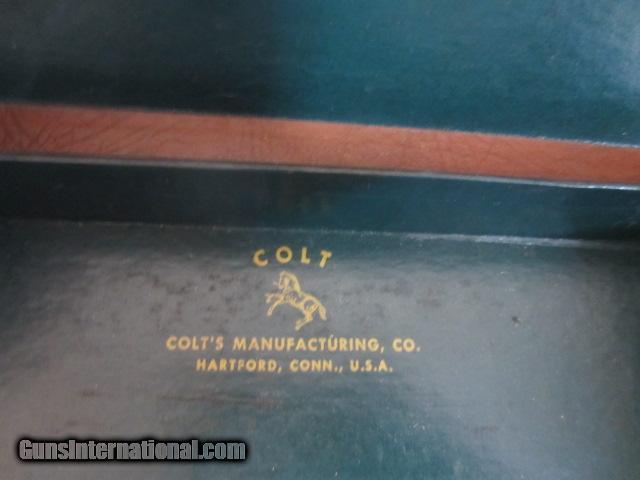 COLT
COLT'S MANUFACTURING, CO.
HARTFORD, CONN., U.S.A.
GunsInternational.com